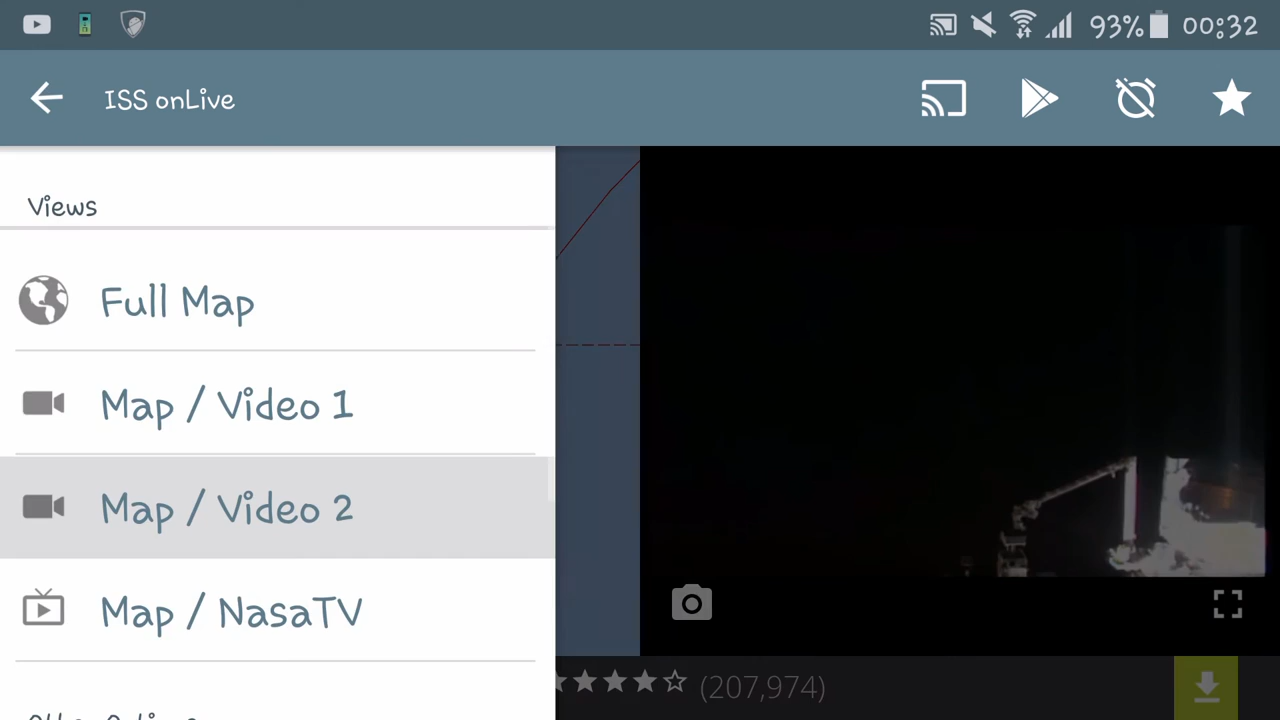 93% 00:32
ISS onLive
Views
Full Map
Map / Video 1
Map / Video 2
Map / NasaTV
(207,974)